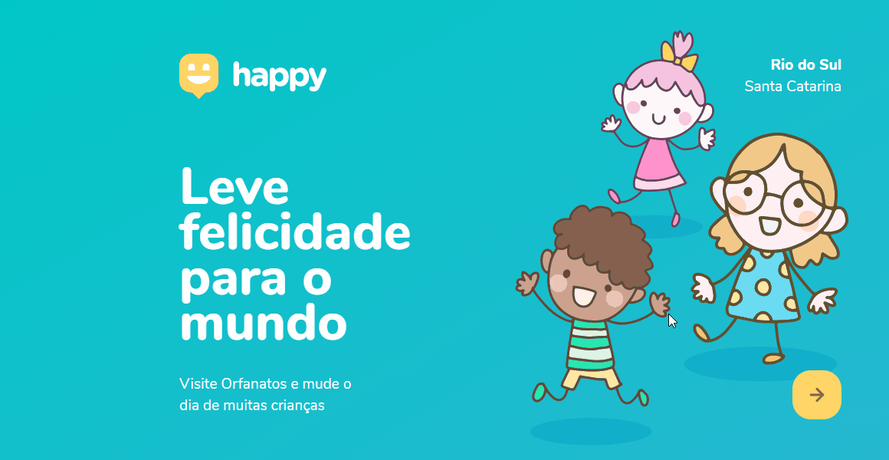 happy
Rio do Sul
Santa Catarina
Leve
felicidade
para o
mundo
Visite Orfanatos e mude o
dia de muitas crianças